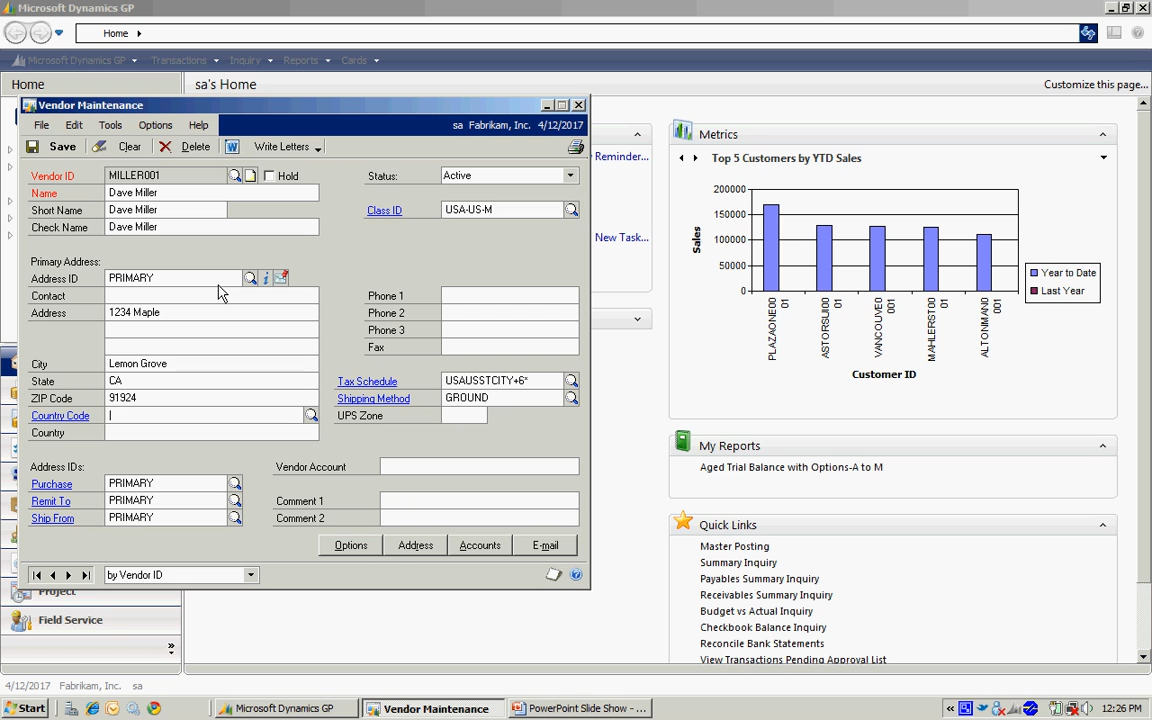 Microsoft Dynamics GP
Home
Microsoft Dynamics GP Transactions Inquiry Reports Cards
Home
sa's Home
Customize this page...
Vendor Maintenance
File Edit Tools Options Help
sa Fabrikam, Inc. 4/12/2017
Save Clear Delete Write Letters
Vendor ID MILLER001 Hold
Status: Active
Name Dave Miller
Short Name Dave Miller
Class ID USA-US-M
Check Name Dave Miller
Primary Address:
Address ID PRIMARY
Contact
Phone 1
Address 1234 Maple
Phone 2
Phone 3
Fax
City Lemon Grove
State CA
Tax Schedule USAUSSTCITY+6*
ZIP Code 91924
Shipping Method GROUND
Country Code
UPS Zone
Country
Address IDs:
Vendor Account
Purchase PRIMARY
Remit To PRIMARY
Comment 1
Ship From PRIMARY
Comment 2
Options Address Accounts E-mail
by Vendor ID
Project
Field Service
Reminder...
New Task...
Metrics
Top 5 Customers by YTD Sales
200000
150000
100000
50000
0
Sales
PLAZAONE00
01
ASTORSUI00
01
VANCOUVE0
001
MAHLERST00
01
ALTONMAN0
001
Customer ID
Year to Date
Last Year
My Reports
Aged Trial Balance with Options-A to M
Quick Links
Master Posting
Summary Inquiry
Payables Summary Inquiry
Receivables Summary Inquiry
Budget vs Actual Inquiry
Checkbook Balance Inquiry
Reconcile Bank Statements
View Transactions Pending Approval List
4/12/2017 Fabrikam, Inc. sa
Start Microsoft Dynamics GP Vendor Maintenance PowerPoint Slide Show - ... 12:26 PM